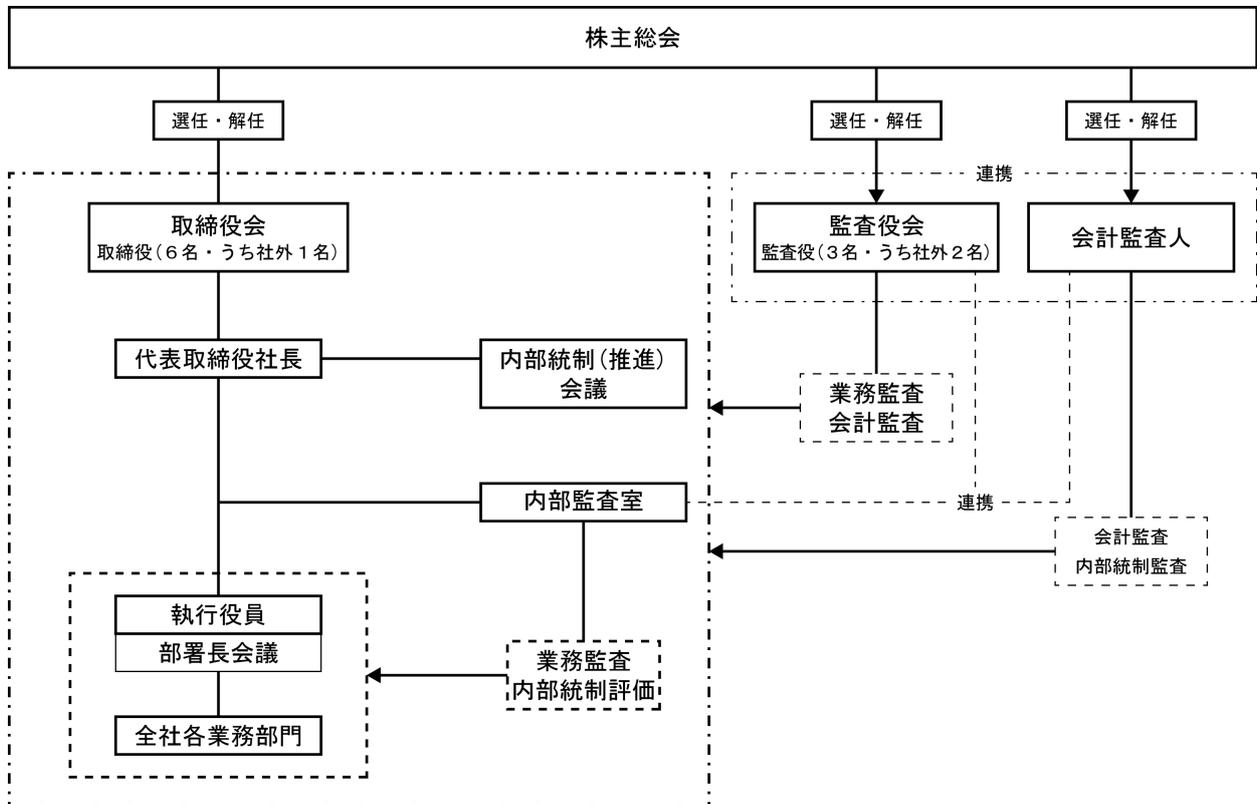 株主総会
選任・解任
選任・解任
選任・解任
連携
取締役会
取締役(6名・うち社外1名)
監査役会
監査役(3名・うち社外2名)
会計監査人
代表取締役社長
内部統制(推進)
会議
業務監査
会計監査
内部監査室
連携
会計監査
内部統制監査
執行役員
部署長会議
業務監査
内部統制評価
全社各業務部門